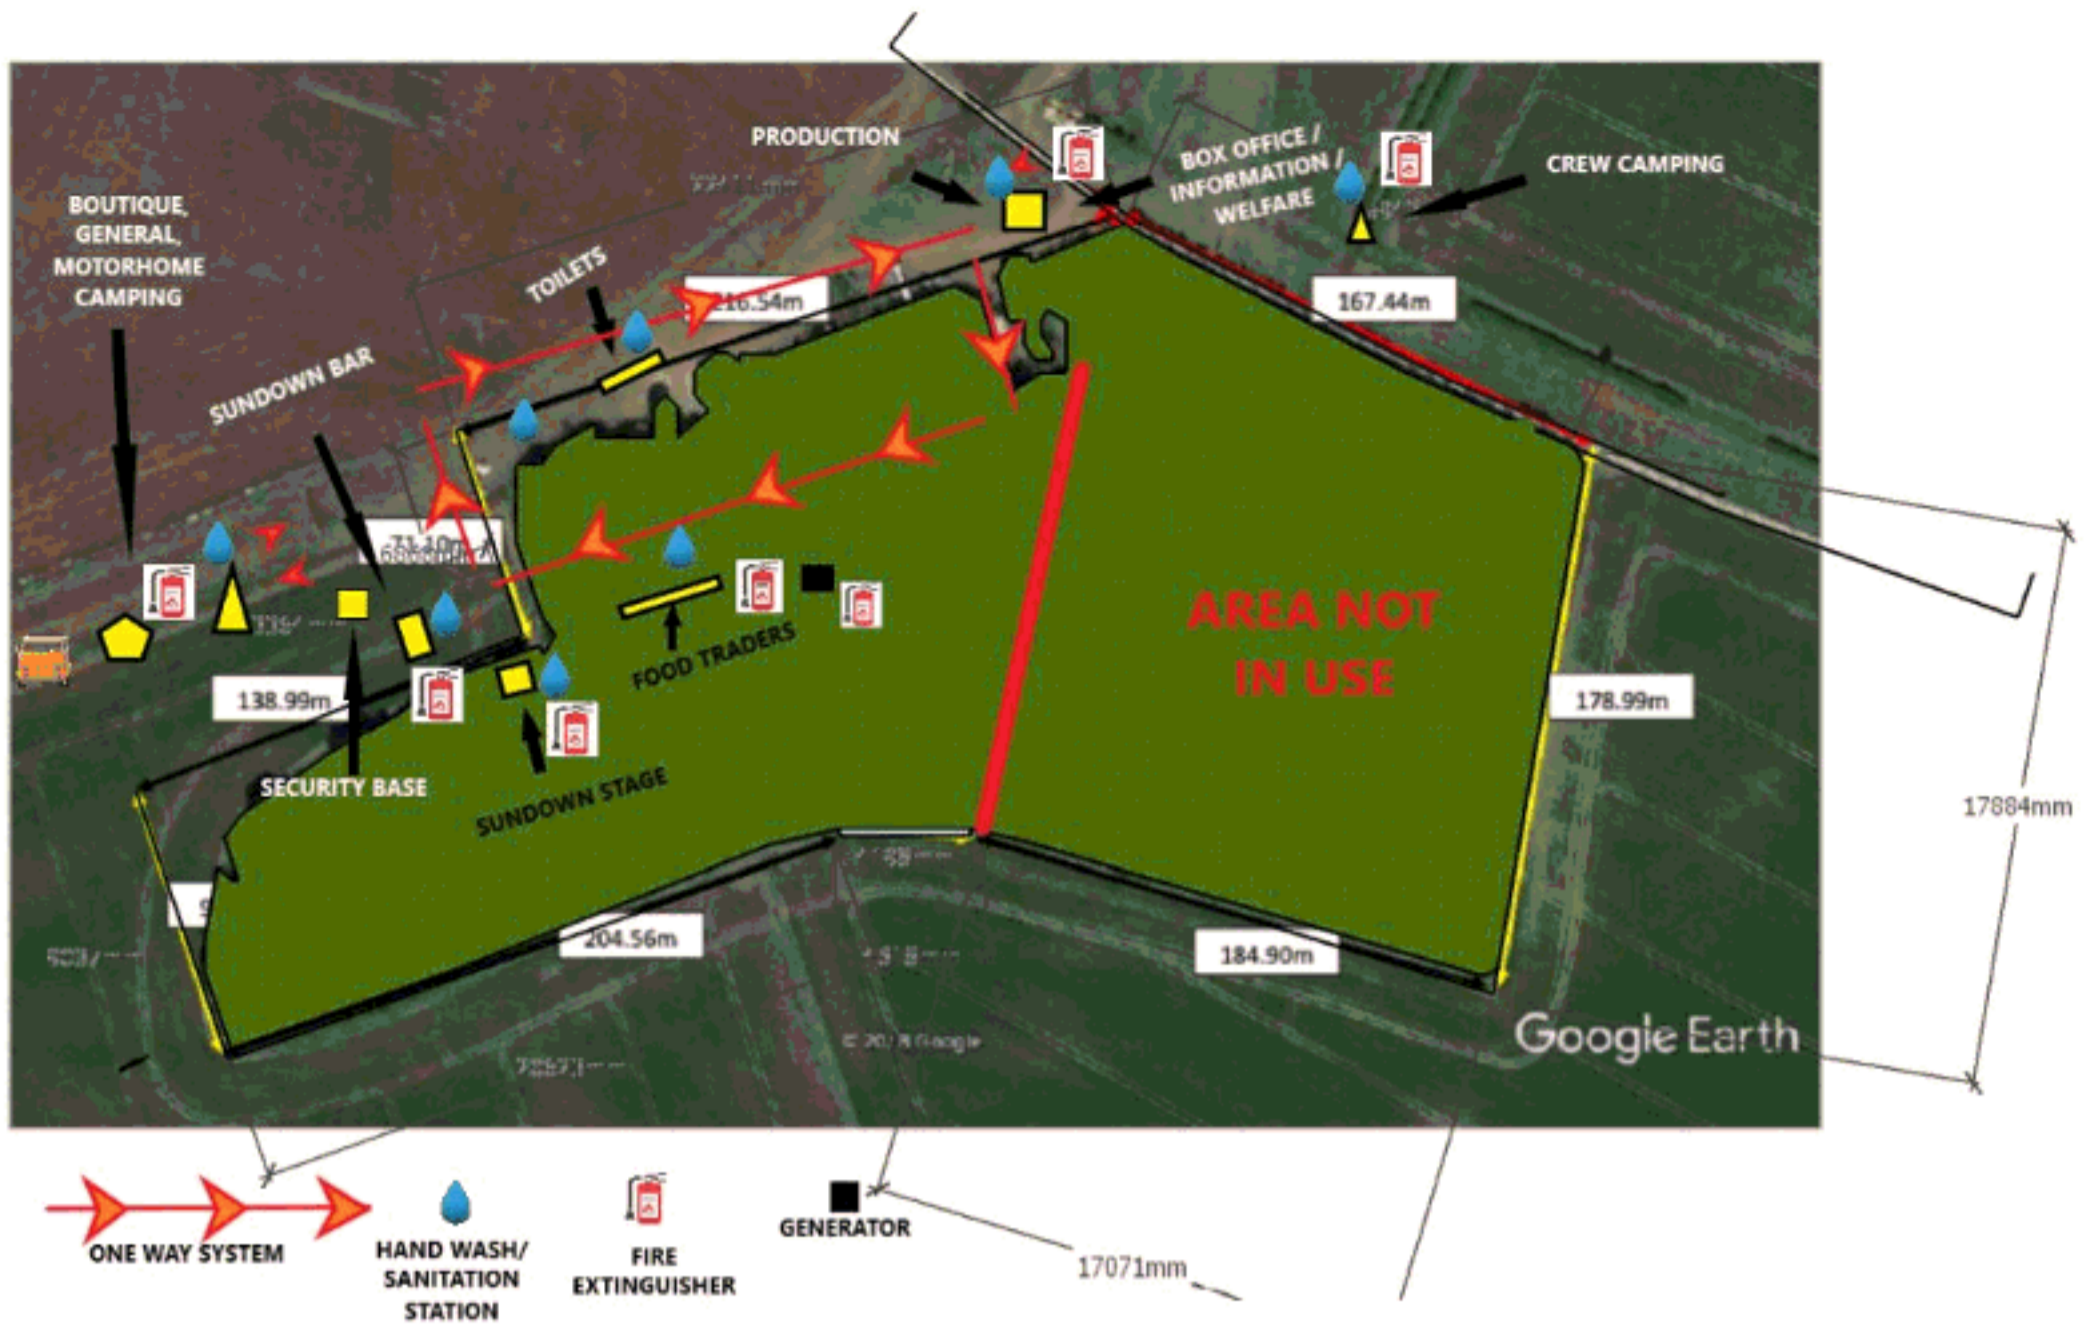 PRODUCTION
BOX OFFICE /
INFORMATION /
WELFARE
CREW CAMPING
BOUTIQUE,
GENERAL,
MOTORHOME
CAMPING
TOILETS
167.44m
SUNDOWN BAR
AREA NOT
IN USE
FOOD TRADERS
138.99m
178.99m
SECURITY BASE
SUNDOWN STAGE
17884mm
204.56m
184.90m
Google Earth
ONE WAY SYSTEM
HAND WASH/
SANITATION
STATION
FIRE
EXTINGUISHER
GENERATOR
17071mm